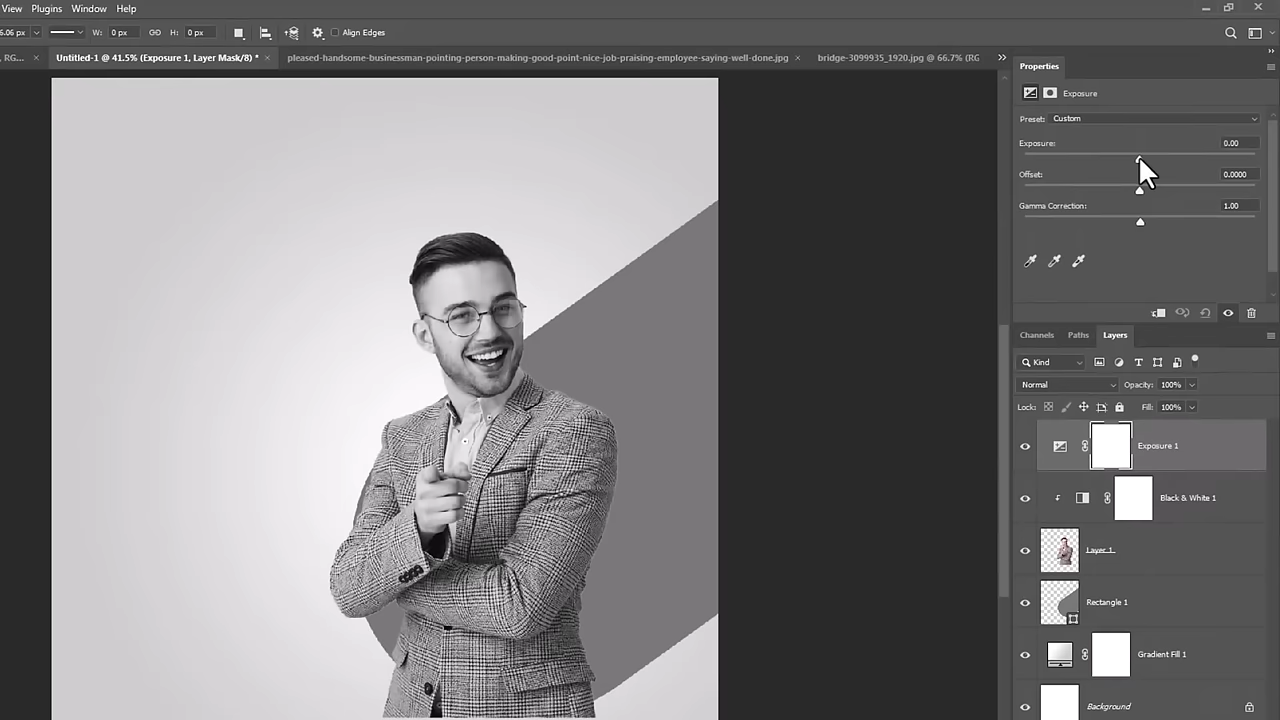 View Plugins Window Help
6.06 px W: 0 px H: 0 px Align Edges
, RG... × Untitled-1 @ 41.5% (Exposure 1, Layer Mask/8) * × pleased-handsome-businessman-pointing-person-making-good-point-nice-job-praising-employee-saying-well-done.jpg × bridge-3099935_1920.jpg @ 66.7% (RG
Properties
Exposure
Preset: Custom
Exposure: 0.00
Offset: 0.0000
Gamma Correction: 1.00
Channels Paths Layers
Kind
Normal Opacity: 100%
Lock: Fill: 100%
Exposure 1
Black & White 1
Layer 1
Rectangle 1
Gradient Fill 1
Background